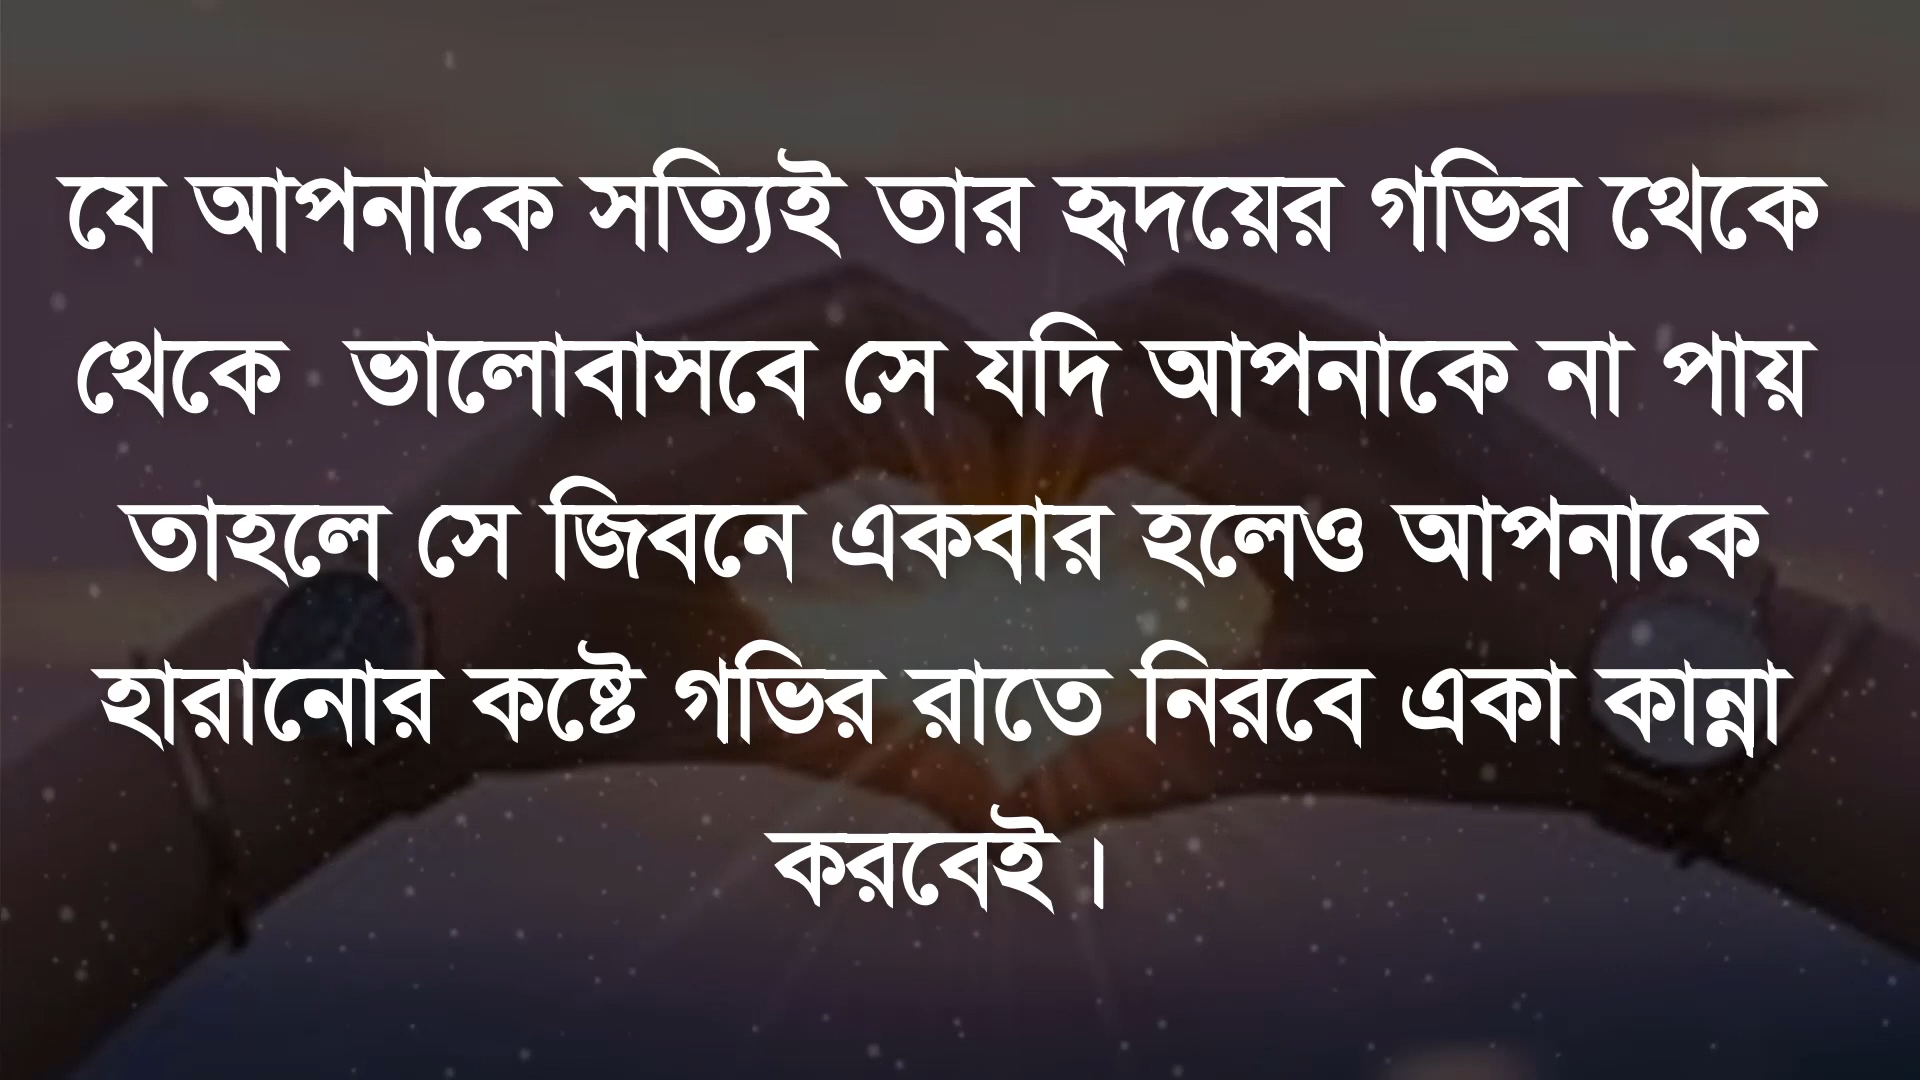 যে আপনাকে সত্যিই তার হৃদয়ের গভির থেকে
থেকে ভালোবাসবে সে যদি আপনাকে না পায়
তাহলে সে জিবনে একবার হলেও আপনাকে
হারানোর কষ্টে গভির রাতে নিরবে একা কান্না
করবেই।